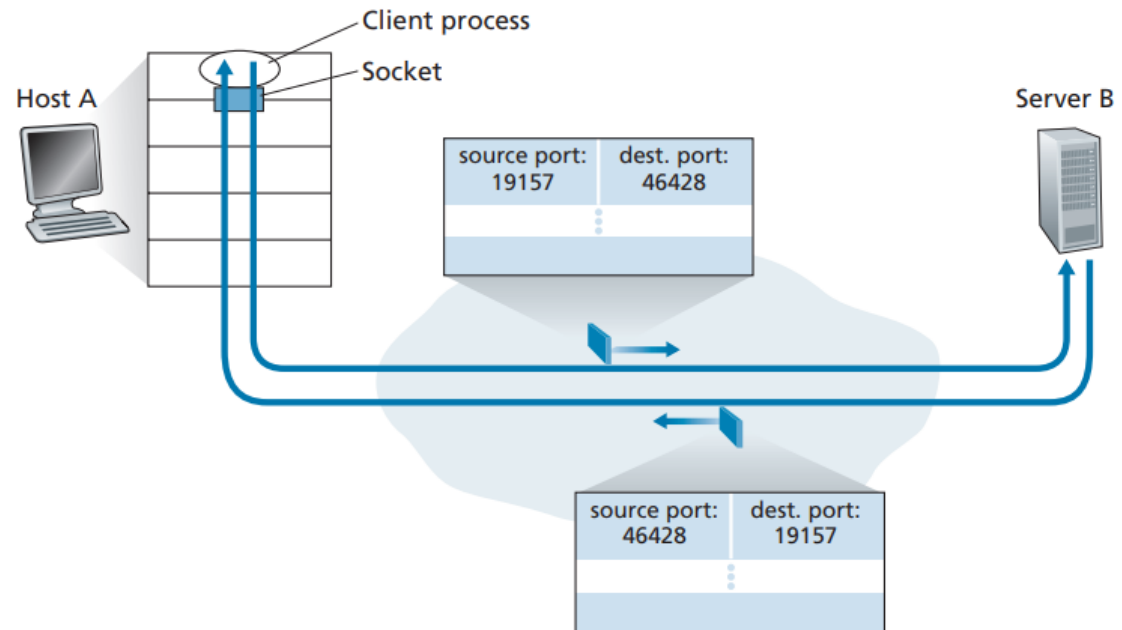 Client process
Socket
Host A
Server B
source port:
19157
dest. port:
46428
source port:
46428
dest. port:
19157